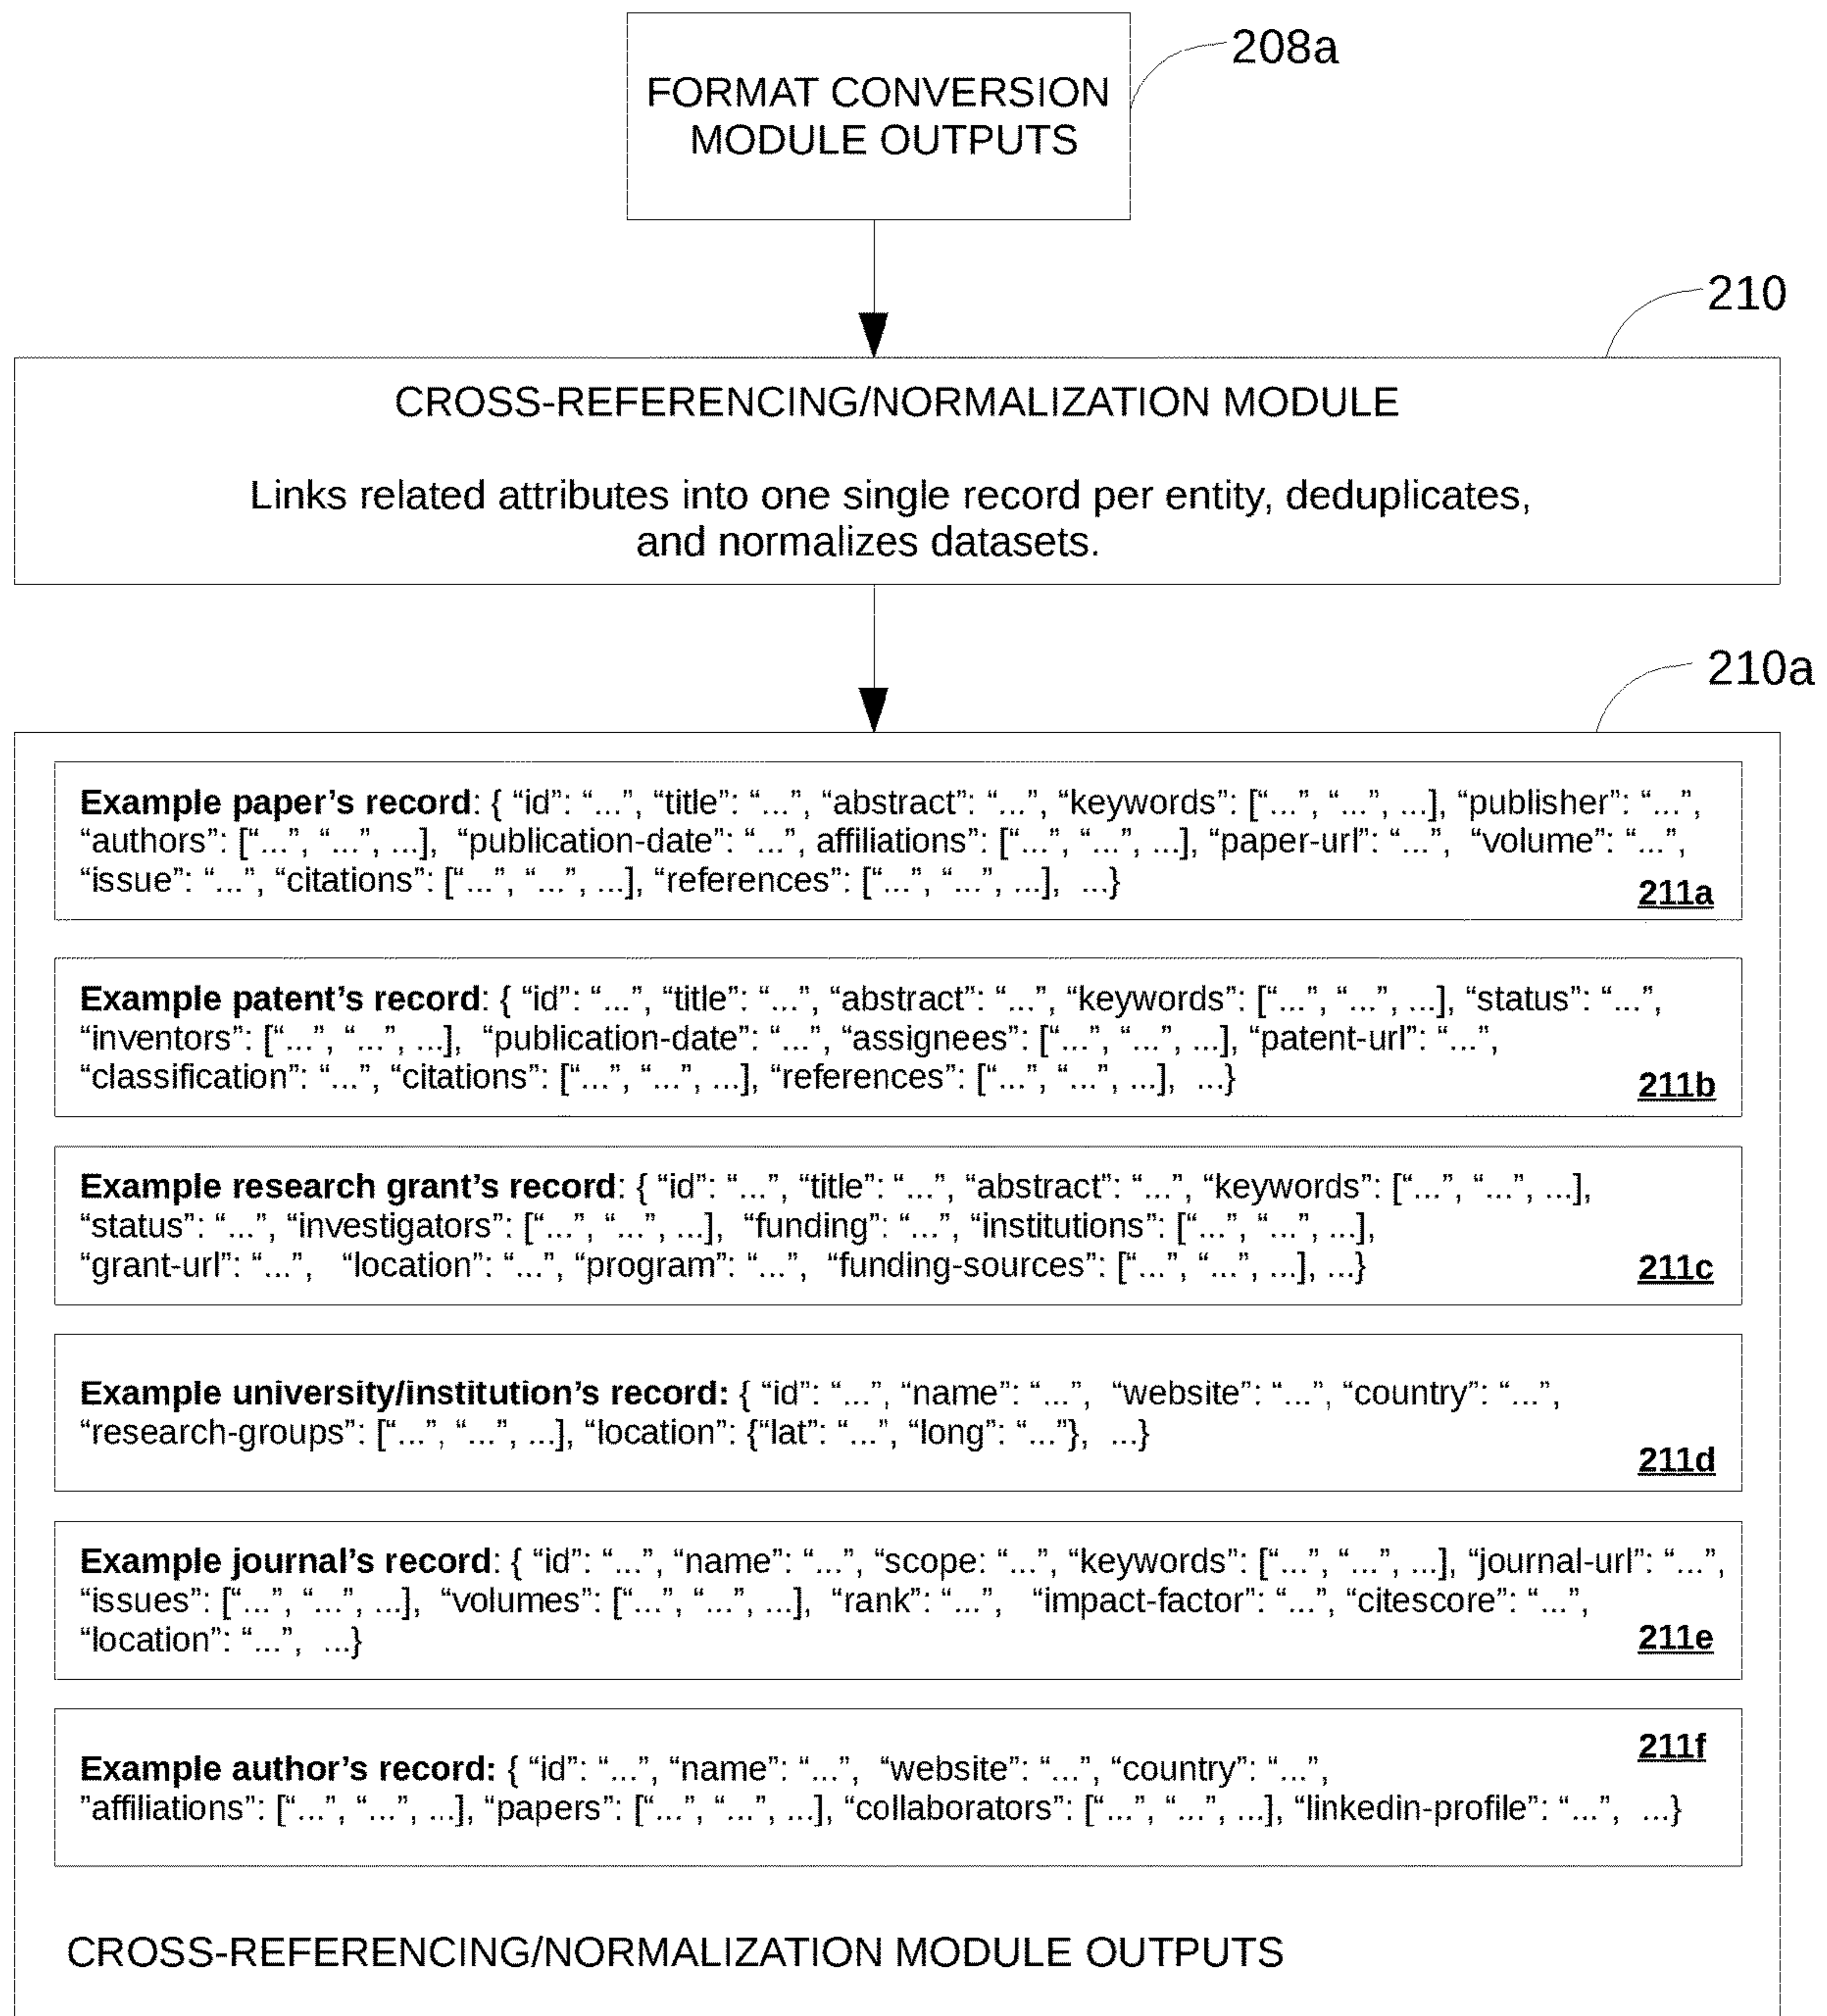 208a
FORMAT CONVERSION
MODULE OUTPUTS
210
CROSS-REFERENCING/NORMALIZATION MODULE
Links related attributes into one single record per entity, deduplicates,
and normalizes datasets.
210a
Example paper’s record: { “id”: “...”, “title”: “...”, “abstract”: “...”, “keywords”: [“...”, “...”, ...], “publisher”: “...”,
“authors”: [“...”, “...”, ...],  “publication-date”: “...”, affiliations”: [“...”, “...”, ...], “paper-url”: “...”,  “volume”: “...”,
“issue”: “...”, “citations”: [“...”, “...”, ...], “references”: [“...”, “...”, ...],  ...}
211a
Example patent’s record: { “id”: “...”, “title”: “...”, “abstract”: “...”, “keywords”: [“...”, “...”, ...], “status”: “...”,
“inventors”: [“...”, “...”, ...],  “publication-date”: “...”, “assignees”: [“...”, “...”, ...], “patent-url”: “...”,
“classification”: “...”, “citations”: [“...”, “...”, ...], “references”: [“...”, “...”, ...],  ...}
211b
Example research grant’s record: { “id”: “...”, “title”: “...”, “abstract”: “...”, “keywords”: [“...”, “...”, ...],
“status”: “...”, “investigators”: [“...”, “...”, ...],  “funding”: “...”, “institutions”: [“...”, “...”, ...],
“grant-url”: “...”,   “location”: “...”, “program”: “...”,  “funding-sources”: [“...”, “...”, ...], ...}
211c
Example university/institution’s record: { “id”: “...”, “name”: “...”,  “website”: “...”, “country”: “...”,
“research-groups”: [“...”, “...”, ...], “location”: {“lat”: “...”, “long”: “...”},  ...}
211d
Example journal’s record: { “id”: “...”, “name”: “...”, “scope: “...”, “keywords”: [“...”, “...”, ...], “journal-url”: “...”,
“issues”: [“...”, “...”, ...],  “volumes”: [“...”, “...”, ...],  “rank”: “...”,   “impact-factor”: “...”, “citescore”: “...”,
“location”: “...”,  ...}
211e
211f
Example author’s record: { “id”: “...”, “name”: “...”,  “website”: “...”, “country”: “...”,
”affiliations”: [“...”, “...”, ...], “papers”: [“...”, “...”, ...], “collaborators”: [“...”, “...”, ...], “linkedin-profile”: “...”,  ...}
CROSS-REFERENCING/NORMALIZATION MODULE OUTPUTS